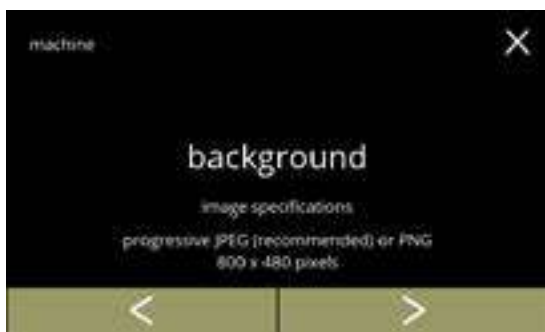 machine
X
background
image specifications
progressive JPEG (recommended) or PNG
800 x 480 pixels
< >